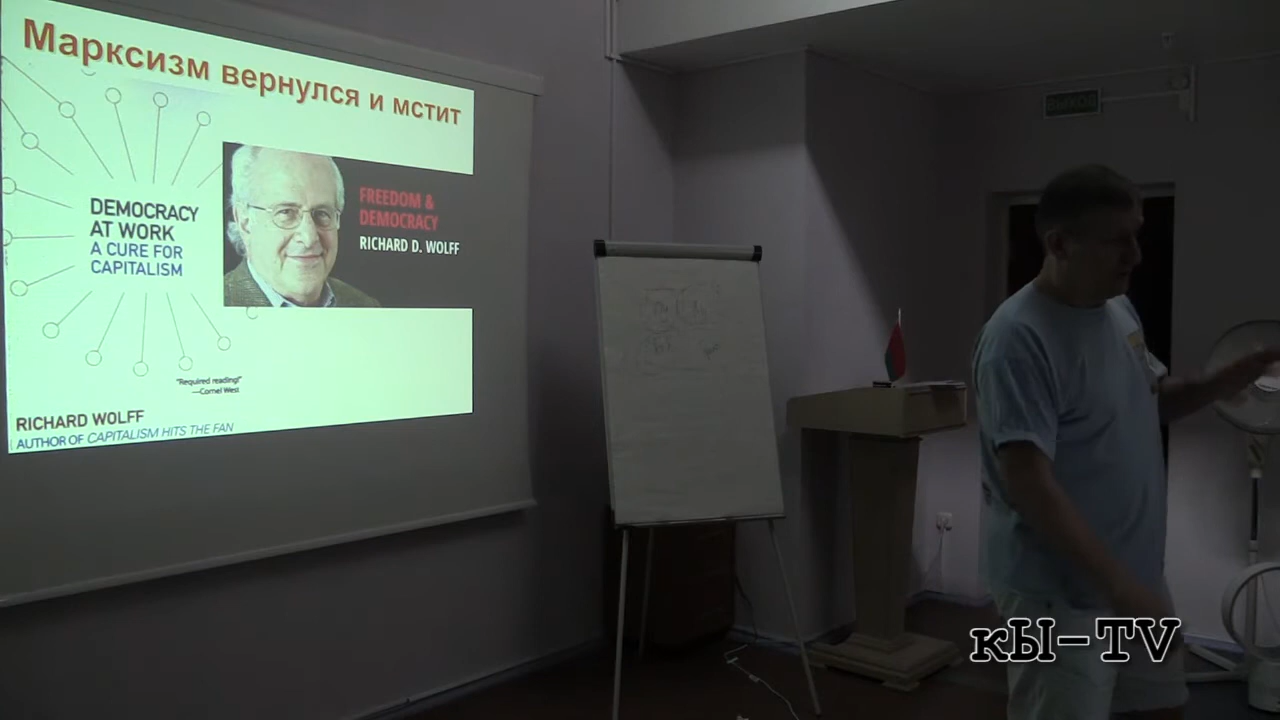 Марксизм вернулся и мстит
DEMOCRACY
AT WORK
A CURE FOR
CAPITALISM
FREEDOM &
DEMOCRACY
RICHARD D. WOLFF
"Required reading!"
—Cornel West
RICHARD WOLFF
AUTHOR OF CAPITALISM HITS THE FAN
ВЫХОД
кЫ-TV